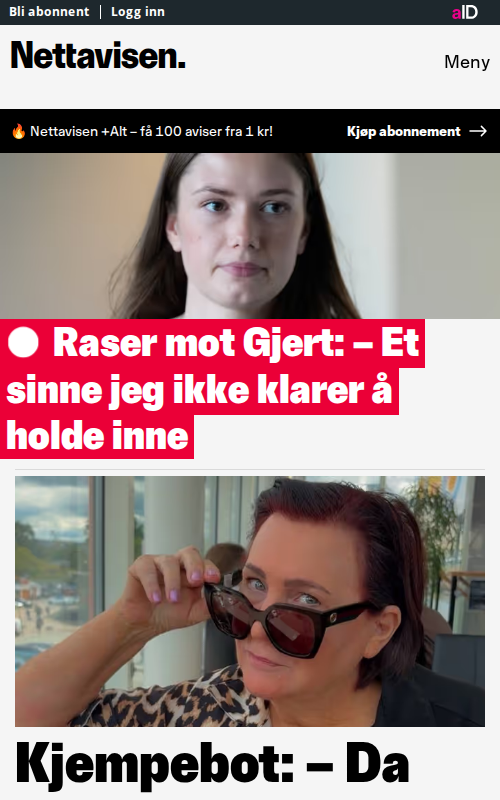 Bli abonnent | Logg inn
aID
Nettavisen.
Meny
🔥 Nettavisen +Alt – få 100 aviser fra 1 kr!
Kjøp abonnement →
Raser mot Gjert: – Et
sinne jeg ikke klarer å
holde inne
Kjempebot: – Da